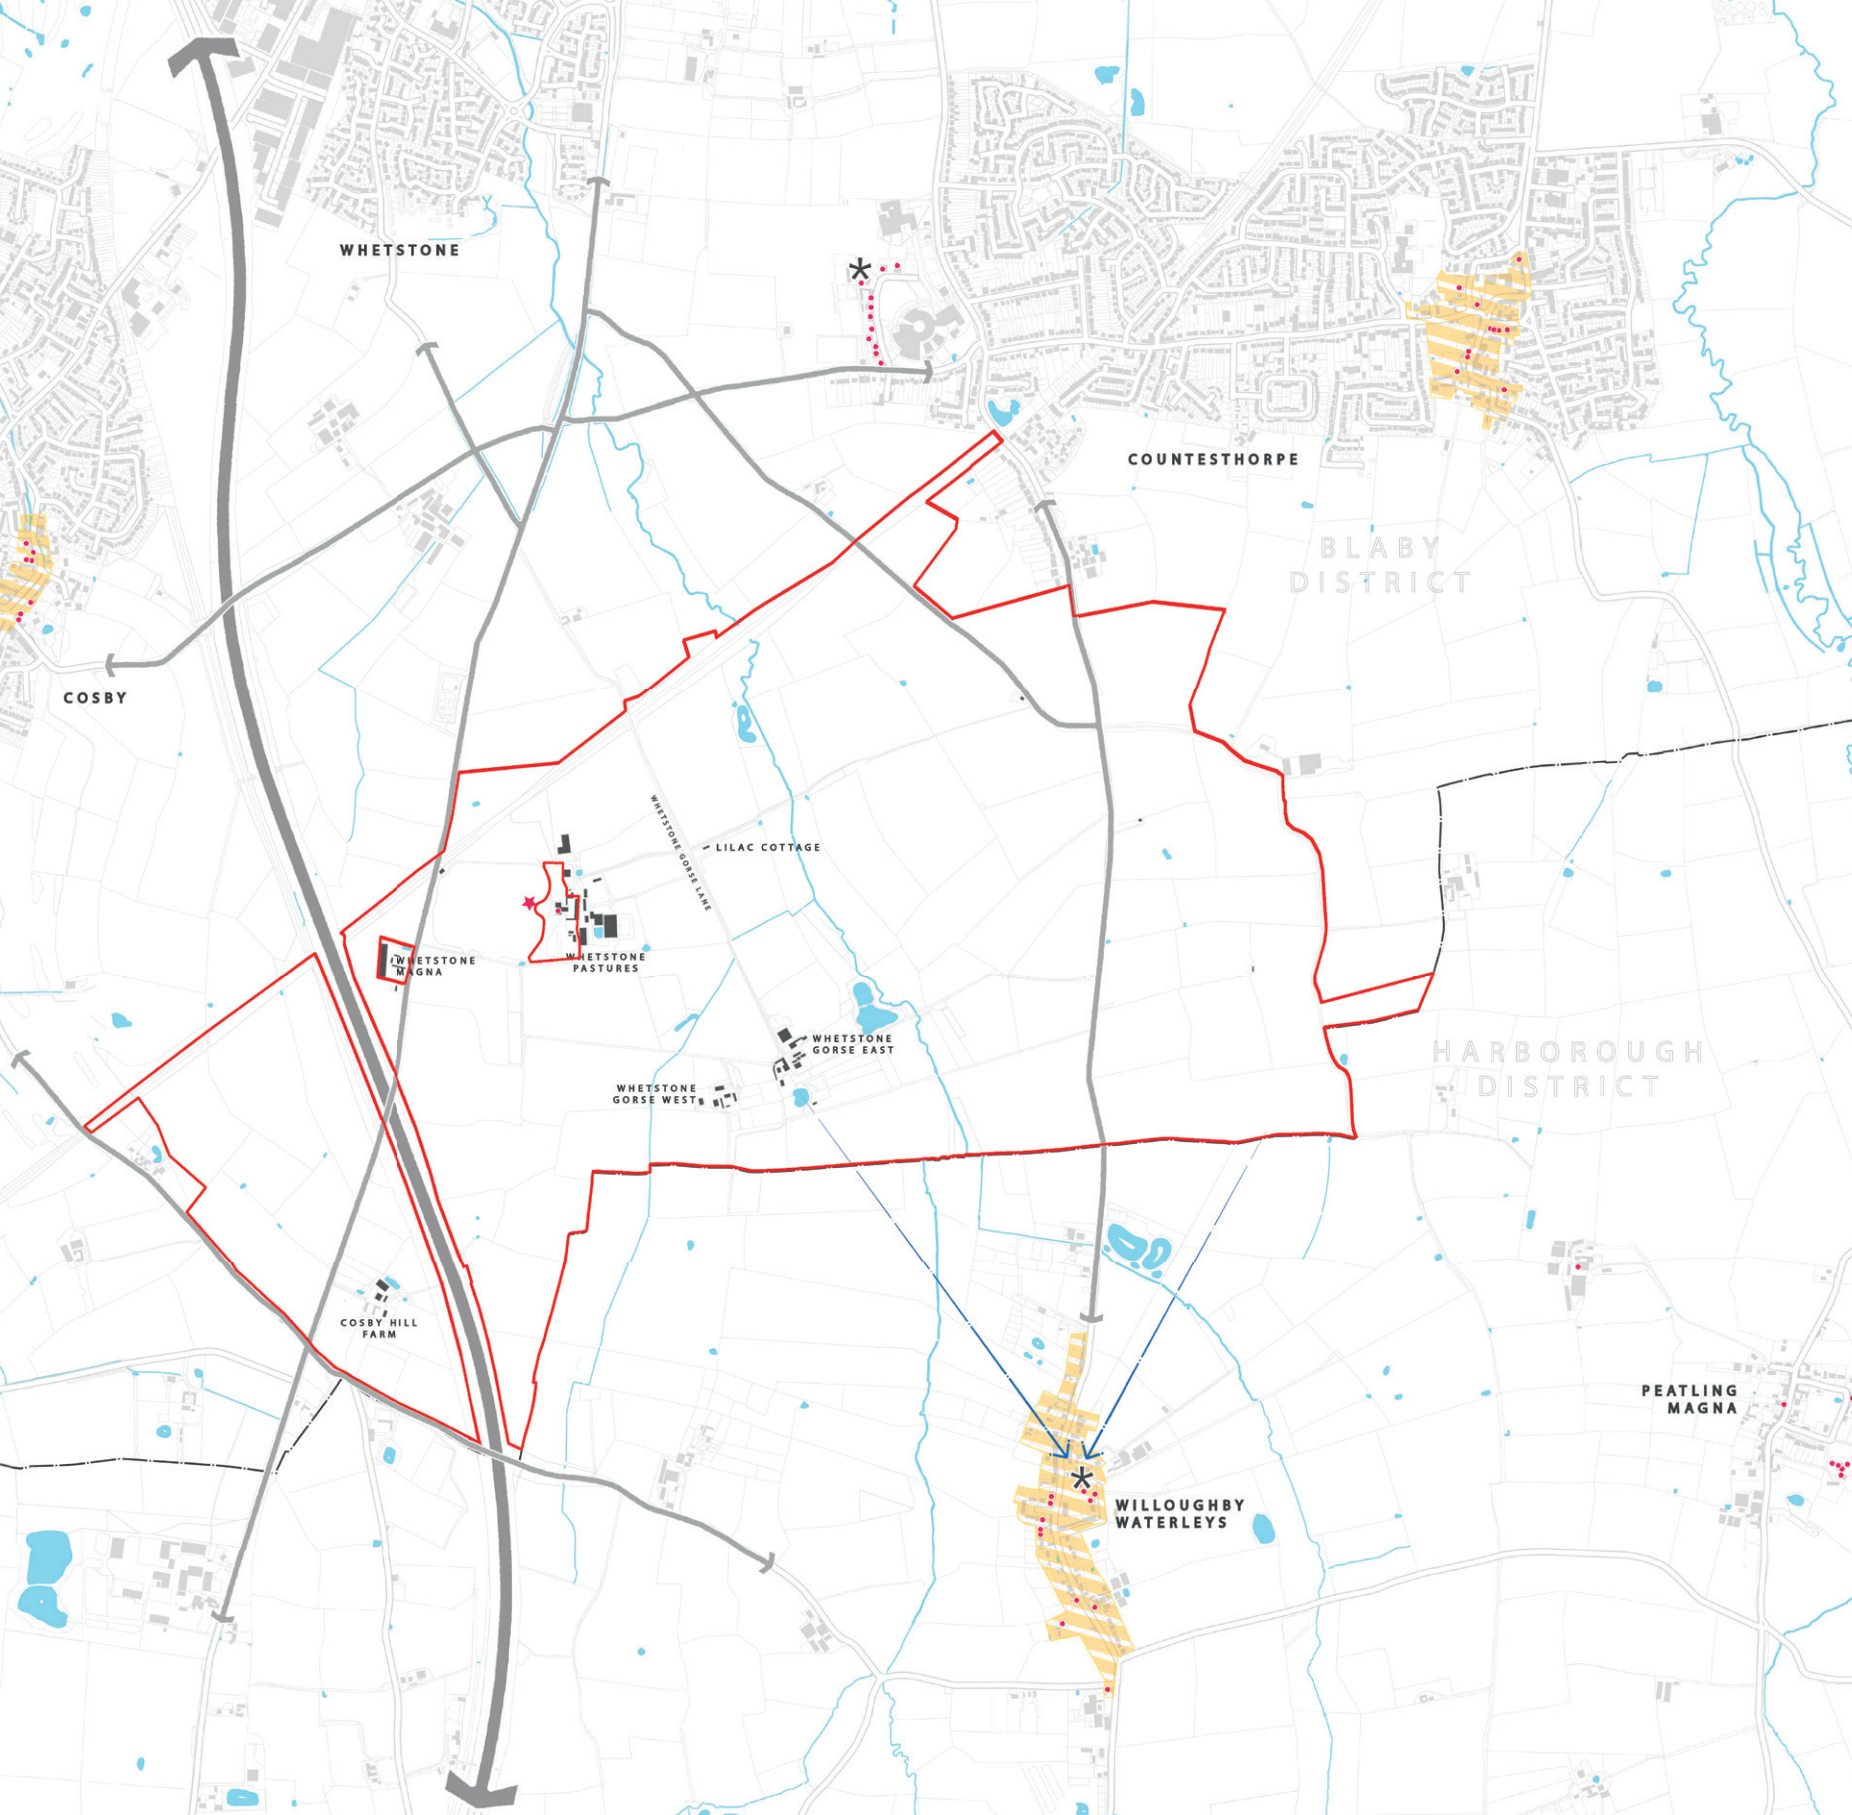 WHETSTONE
COUNTESTHORPE
BLABY
DISTRICT
COSBY
WHETSTONE GORSE LANE
LILAC COTTAGE
WHETSTONE
MAGNA
WHETSTONE
PASTURES
WHETSTONE
GORSE EAST
HARBOROUGH
DISTRICT
WHETSTONE
GORSE WEST
COSBY HILL
FARM
PEATLING
MAGNA
WILLOUGHBY
WATERLEYS